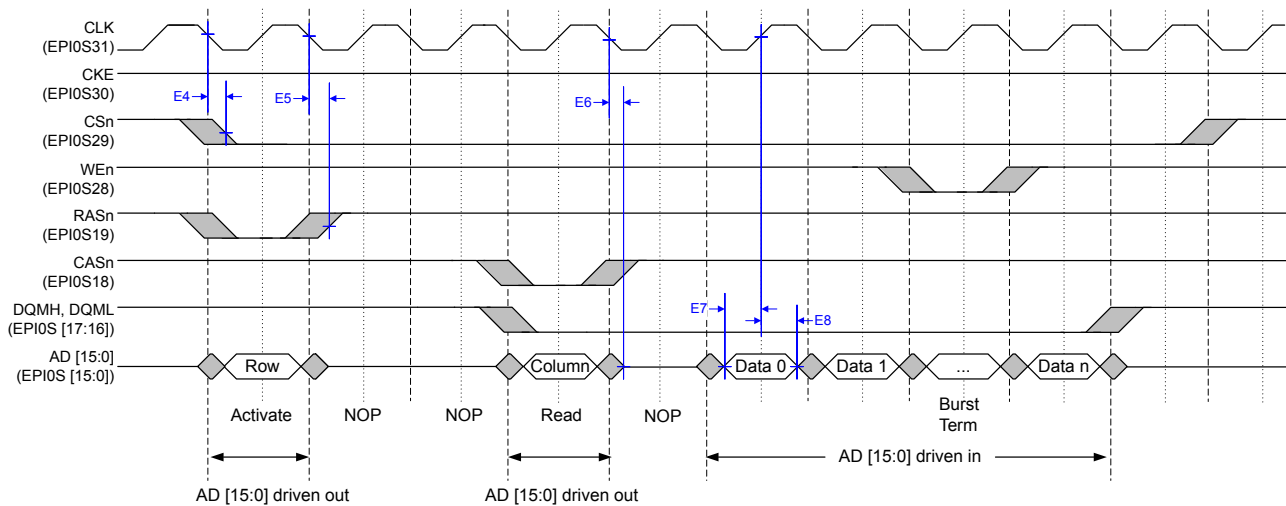 CLK
(EPI0S31)
CKE
(EPI0S30)
E4
E5
E6
CSn
(EPI0S29)
WEn
(EPI0S28)
RASn
(EPI0S19)
CASn
(EPI0S18)
DQMH, DQML
(EPI0S [17:16])
E7
E8
AD [15:0]
(EPI0S [15:0])
Row
Column
Data 0
Data 1
...
Data n
Activate
NOP
NOP
Read
NOP
Burst
Term
AD [15:0] driven in
AD [15:0] driven out
AD [15:0] driven out